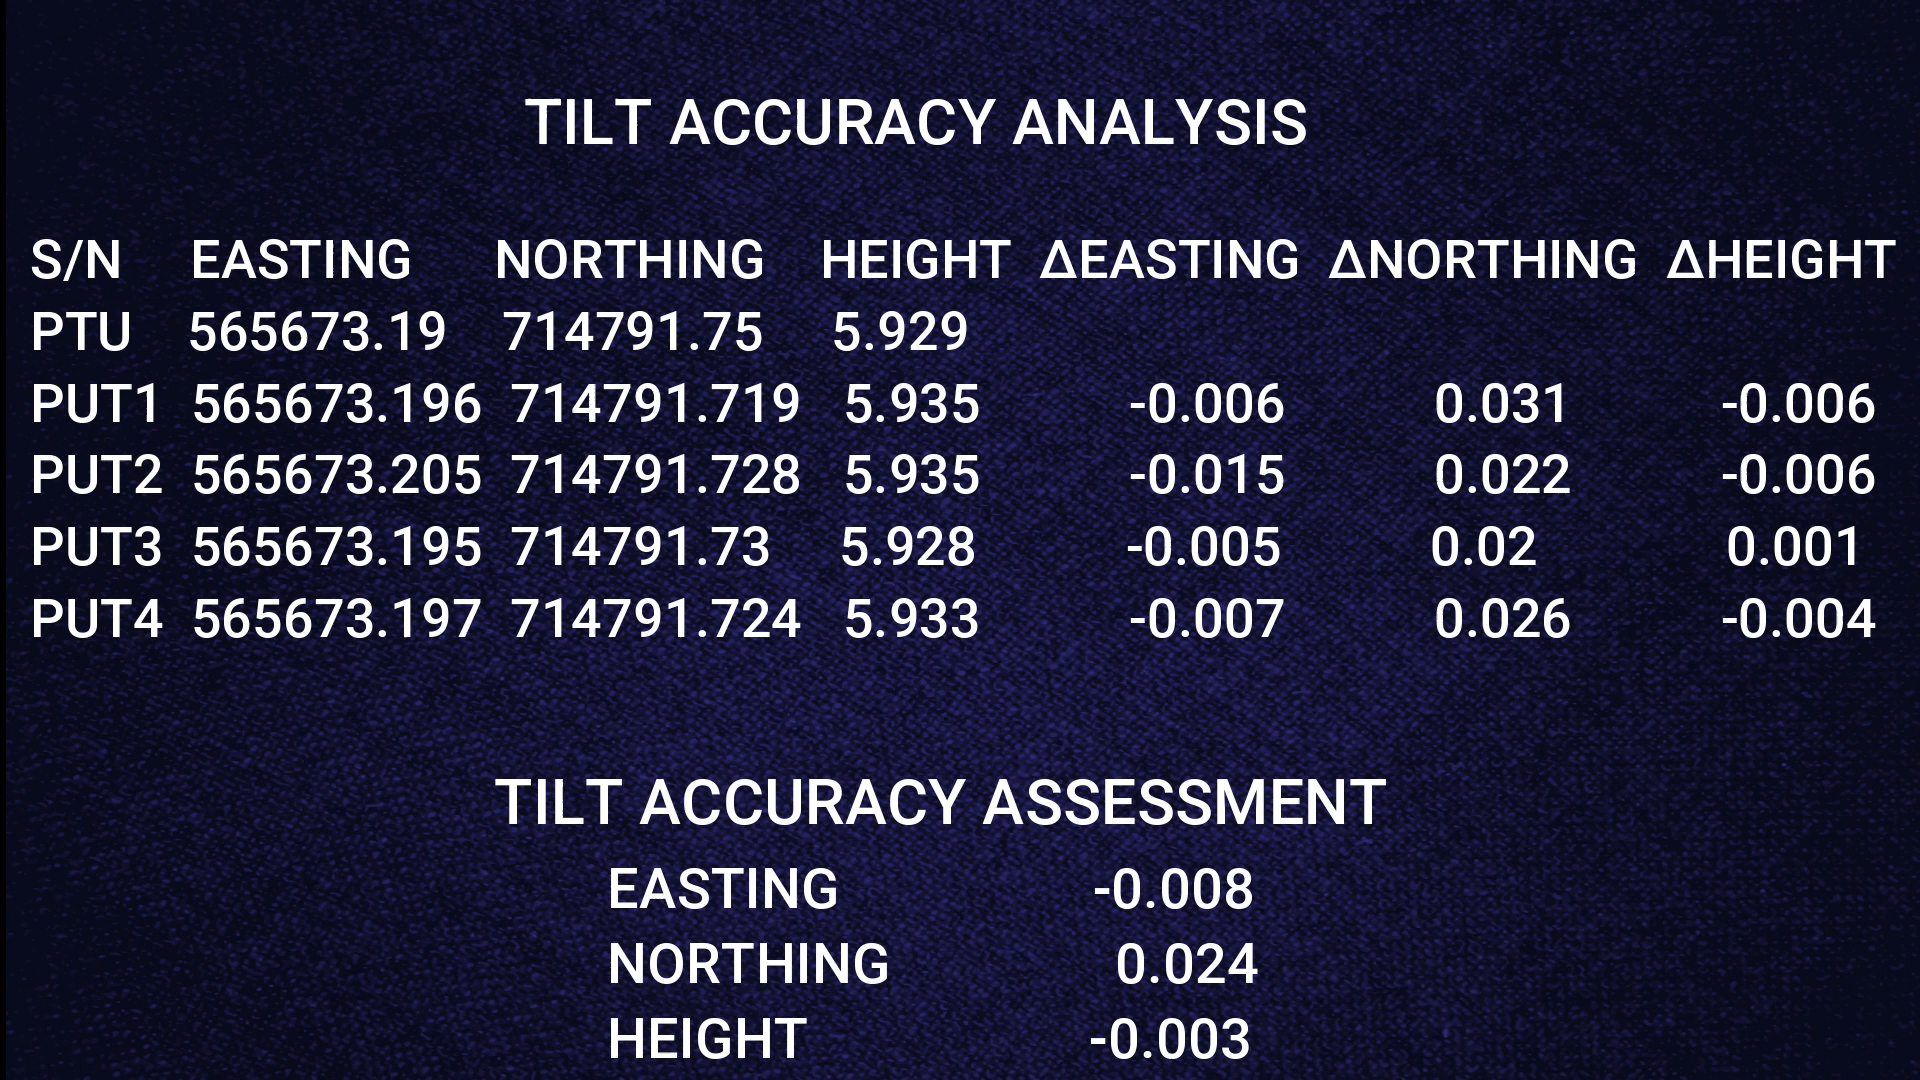 TILT ACCURACY ANALYSIS
S/N EASTING NORTHING HEIGHT ΔEASTING ΔNORTHING ΔHEIGHT
PTU 565673.19 714791.75 5.929
PUT1 565673.196 714791.719 5.935 -0.006 0.031 -0.006
PUT2 565673.205 714791.728 5.935 -0.015 0.022 -0.006
PUT3 565673.195 714791.73 5.928 -0.005 0.02 0.001
PUT4 565673.197 714791.724 5.933 -0.007 0.026 -0.004
TILT ACCURACY ASSESSMENT
EASTING -0.008
NORTHING 0.024
HEIGHT -0.003